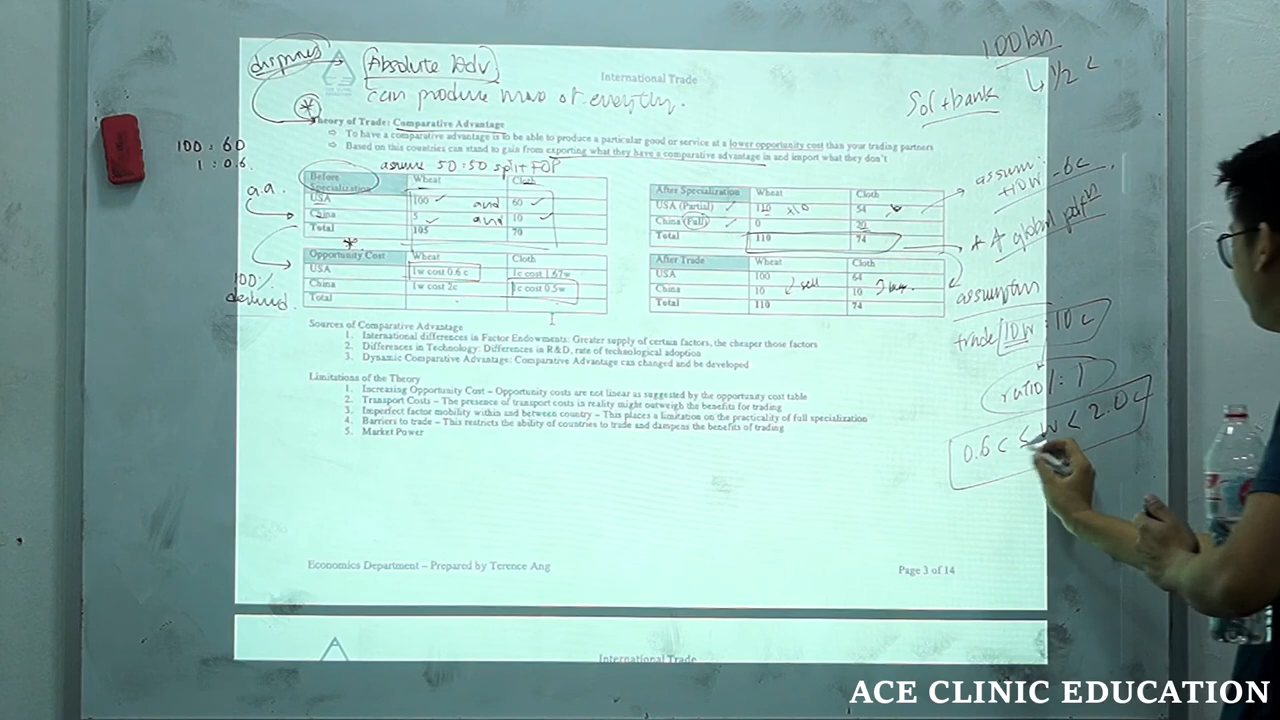 100bn
↳ 1/2
Absolute Adv
International Trade
can produce more of
Theory of Trade: Comparative Advantage
⇨ To have a comparative advantage is to be able to produce a particular good or service at a lower opportunity cost than your trading partners
⇨ Based on this countries can stand to gain from exporting what they have a comparative advantage in and import what they don't
100 : 60
1 : 0.6
assume 50:50 split FOP
a.a.
Before Specialization Wheat Cloth
USA 100 and 60
China 5 and 10
Total 105 70
Opportunity Cost Wheat Cloth
USA 1w cost 0.6 c 1c cost 1.67w
China 1w cost 2c 1c cost 0.5w
Total
100%
After Specialization Wheat Cloth
USA (Partial) 110 x10 54
China (Full) 0 20
Total 110 74
After Trade Wheat Cloth
USA 100 64
China 10 sell 10
Total 110 74
assum:
+10W -6c
global
assumption
trade 10w : 10c
ratio 1 : 1
0.6c ≤ W < 2.0c
Sources of Comparative Advantage
1. International differences in Factor Endowments: Greater supply of certain factors, the cheaper those factors
2. Differences in Technology: Differences in R&D, rate of technological adoption
3. Dynamic Comparative Advantage: Comparative Advantage can changed and be developed
Limitations of the Theory
1. Increasing Opportunity Cost – Opportunity costs are not linear as suggested by the opportunity cost table
2. Transport Costs – The presence of transport costs in reality might outweigh the benefits for trading
3. Imperfect factor mobility within and between country – This places a limitation on the practicality of full specialization
4. Barriers to trade – This restricts the ability of countries to trade and dampens the benefits of trading
5. Market Power
Economics Department – Prepared by Terence Ang
Page 3 of 14
International Trade
ACE CLINIC EDUCATION